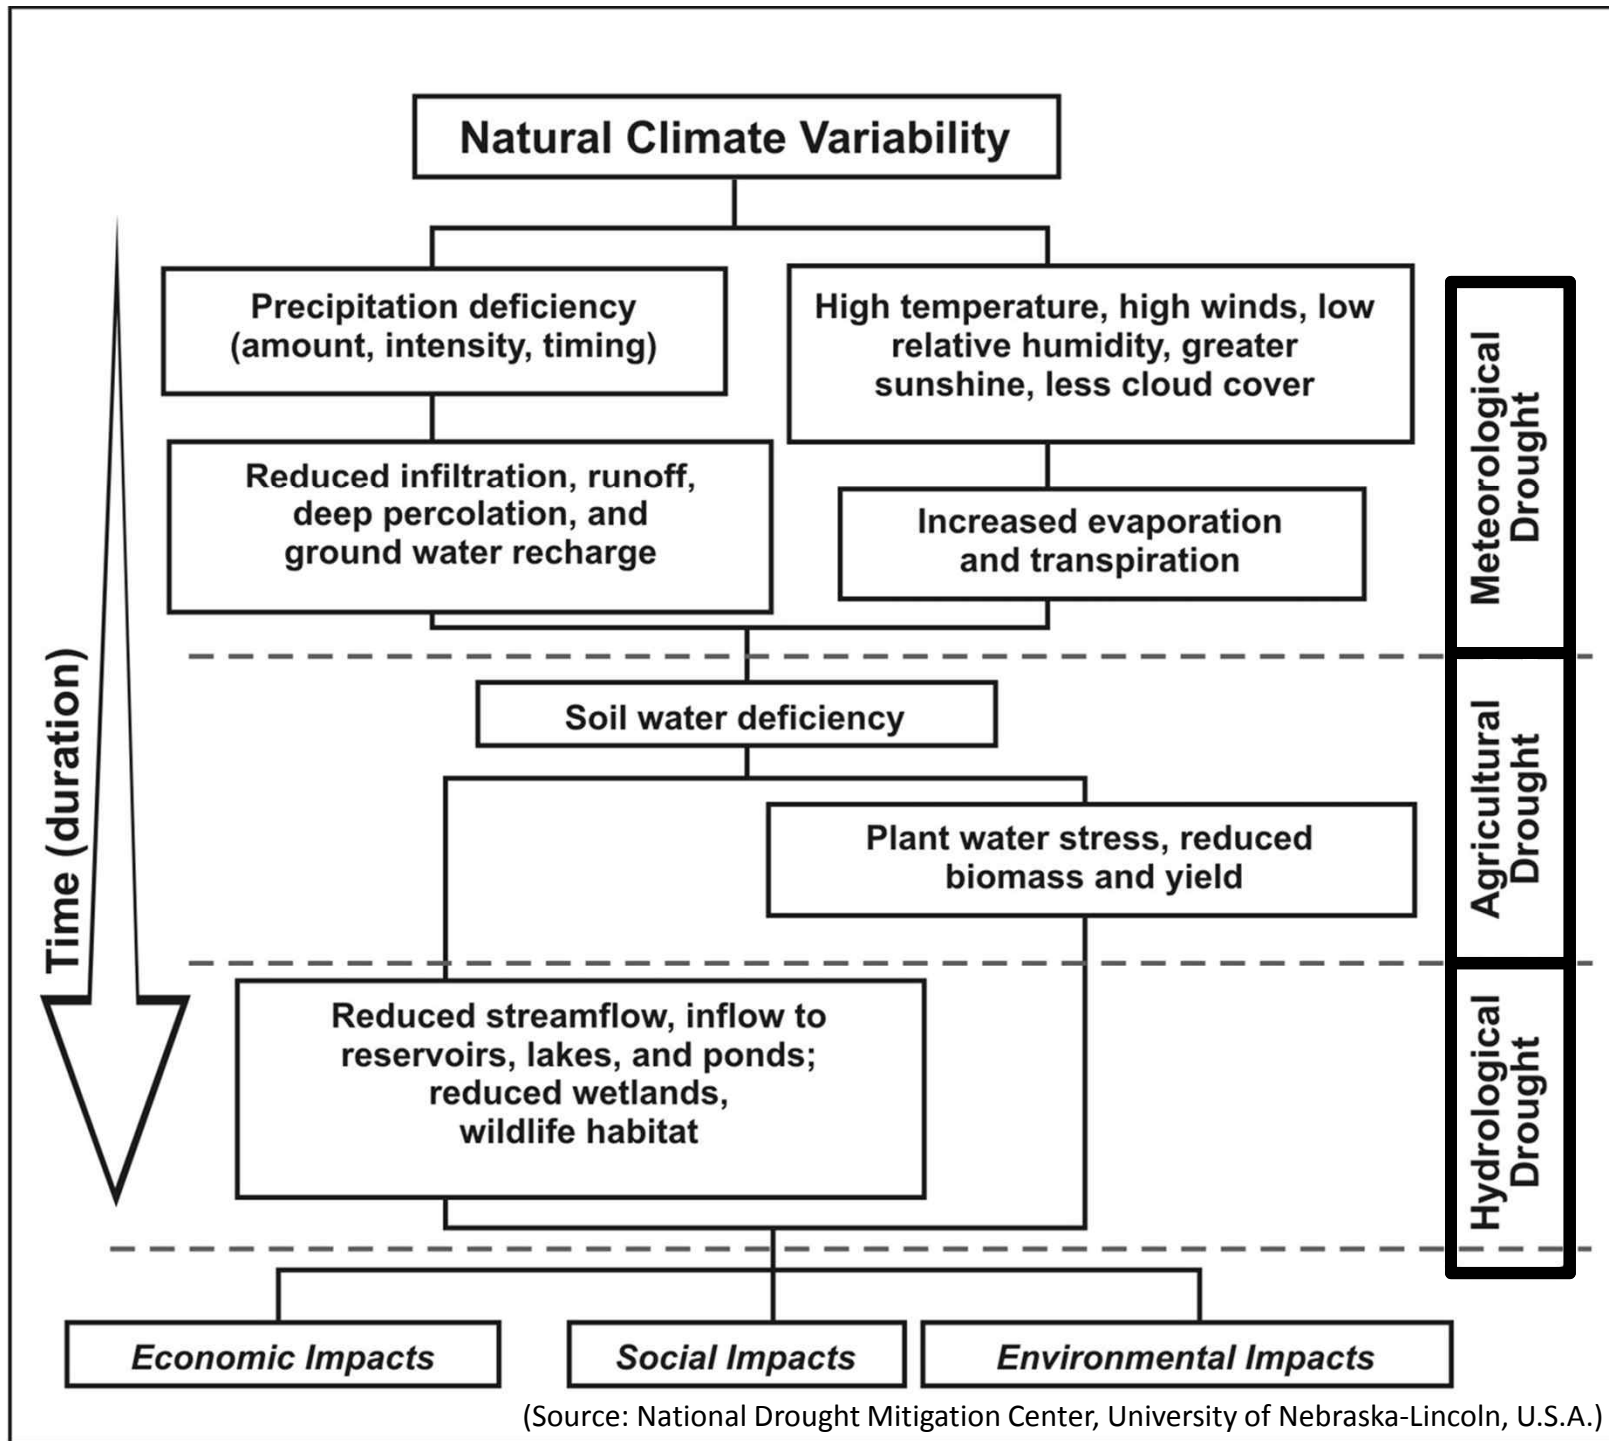 Natural Climate Variability
Precipitation deficiency
(amount, intensity, timing)
High temperature, high winds, low
relative humidity, greater
sunshine, less cloud cover
Reduced infiltration, runoff,
deep percolation, and
ground water recharge
Increased evaporation
and transpiration
Meteorological
Drought
Time (duration)
Soil water deficiency
Plant water stress, reduced
biomass and yield
Agricultural
Drought
Reduced streamflow, inflow to
reservoirs, lakes, and ponds;
reduced wetlands,
wildlife habitat
Hydrological
Drought
Economic Impacts
Social Impacts
Environmental Impacts
(Source: National Drought Mitigation Center, University of Nebraska-Lincoln, U.S.A.)